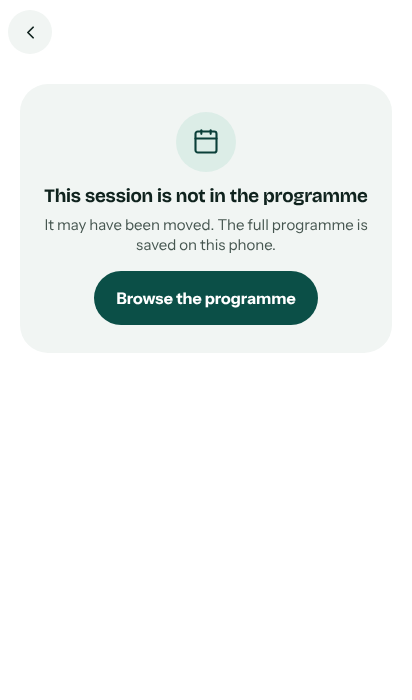 This session is not in the programme
It may have been moved. The full programme is
saved on this phone.
Browse the programme